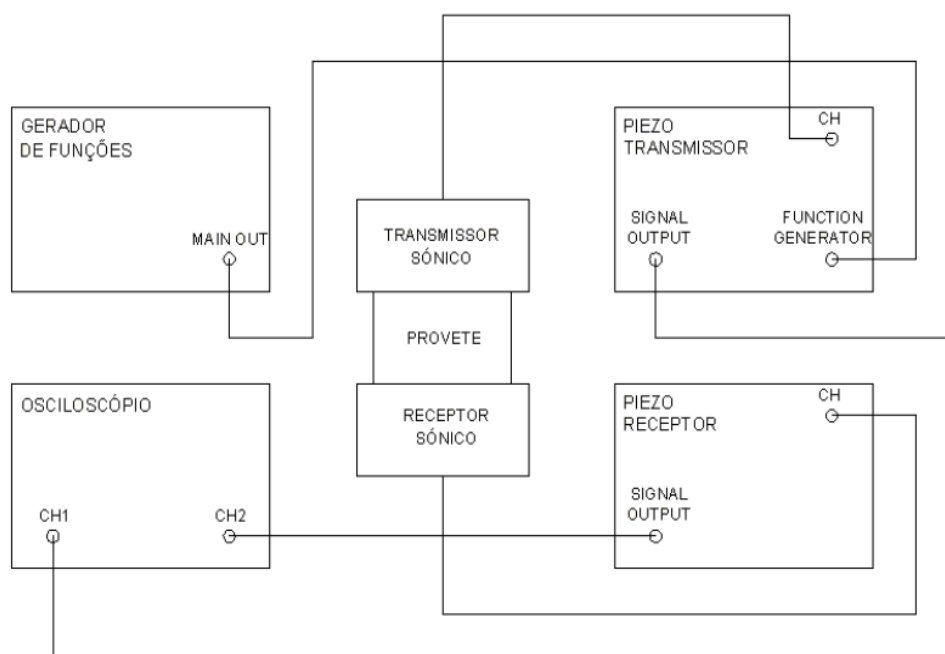 GERADOR
DE FUNÇÕES
MAIN OUT
TRANSMISSOR
SÓNICO
PROVETE
RECEPTOR
SÓNICO
PIEZO
TRANSMISSOR
CH
SIGNAL
OUTPUT
FUNCTION
GENERATOR
OSCILOSCÓPIO
CH1
CH2
PIEZO
RECEPTOR
CH
SIGNAL
OUTPUT